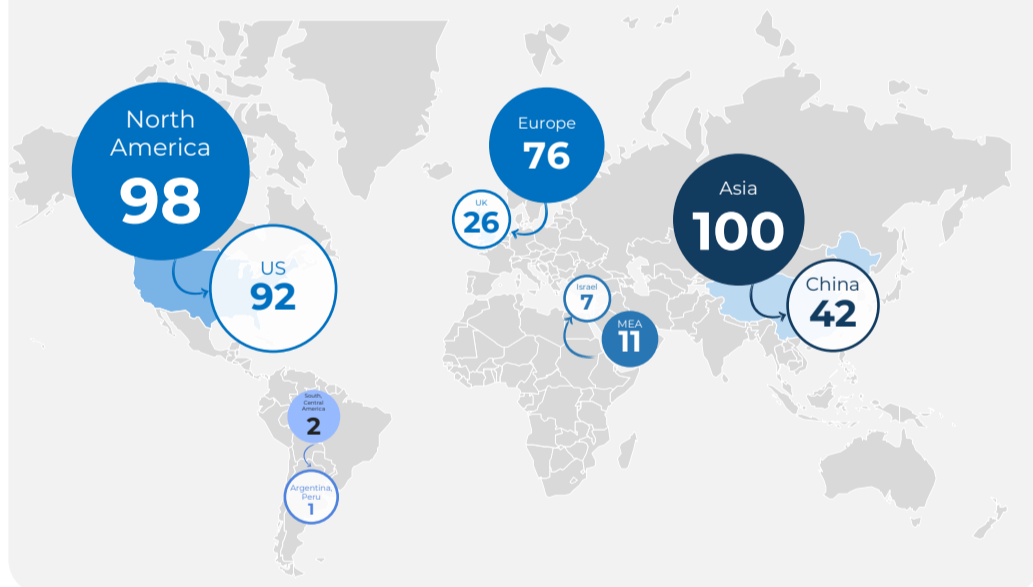 North
America
98
US
92
Europe
76
UK
26
Israel
7
MEA
11
Asia
100
China
42
South,
Central
America
2
Argentina,
Peru
1